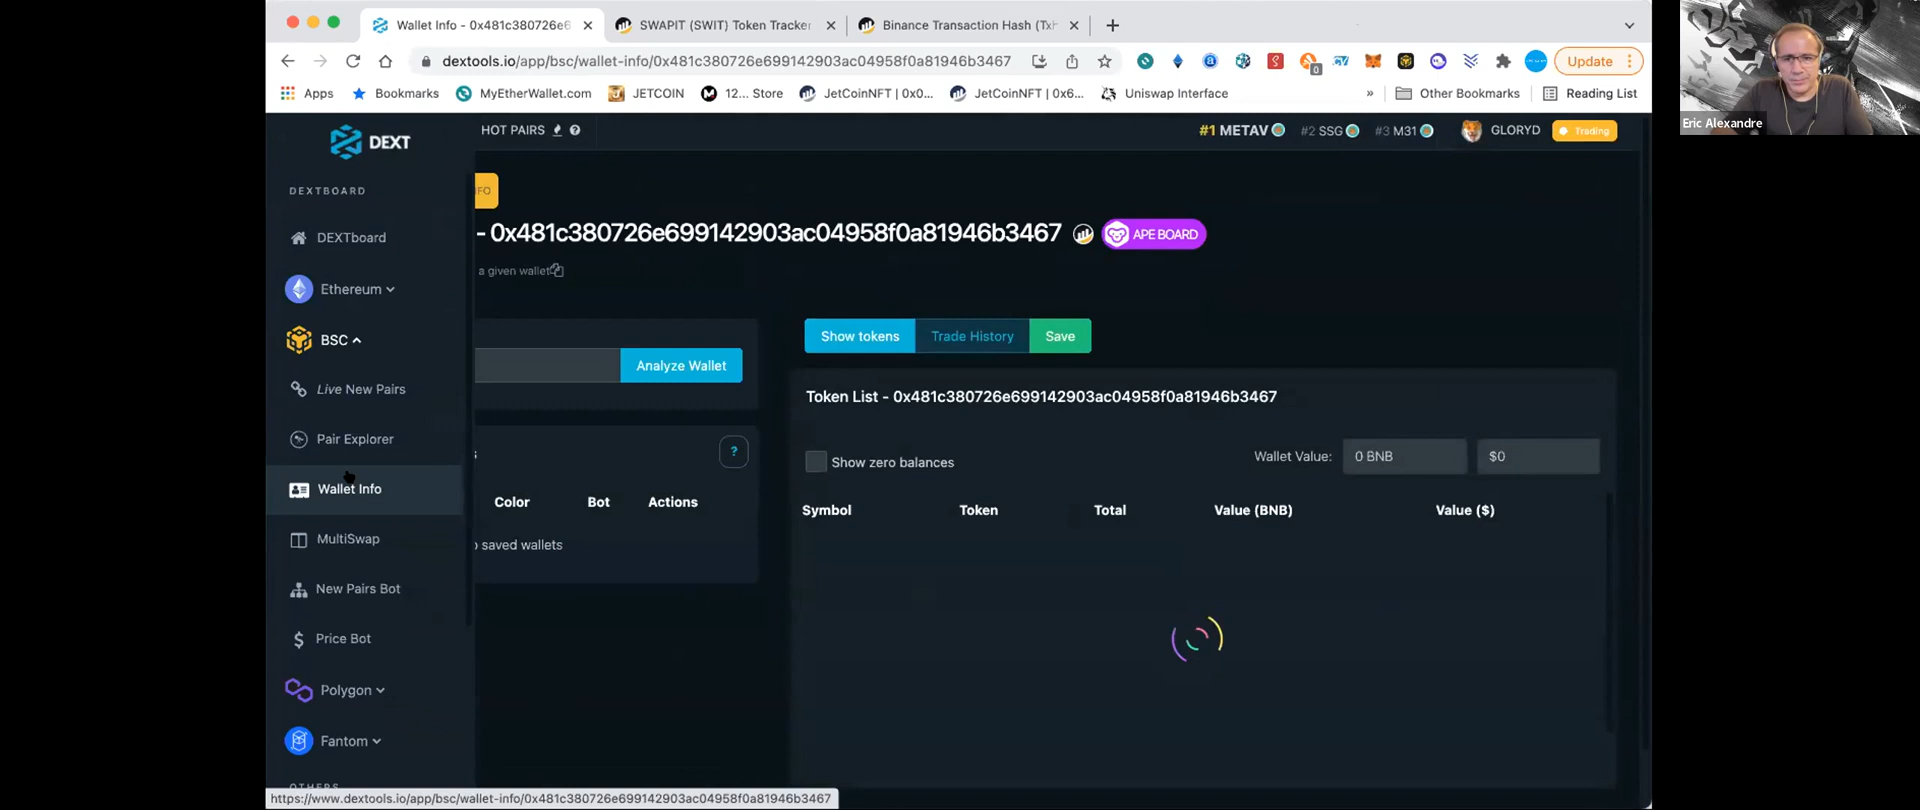 Wallet Info - 0x481c380726e6
SWAPIT (SWIT) Token Tracker
Binance Transaction Hash (Txh
dextools.io/app/bsc/wallet-info/0x481c380726e699142903ac04958f0a81946b3467
0
Update
Apps
Bookmarks
MyEtherWallet.com
JETCOIN
12... Store
JetCoinNFT | 0x0...
JetCoinNFT | 0x6...
Uniswap Interface
»
Other Bookmarks
Reading List
Eric Alexandre
DEXT
HOT PAIRS
#1 METAV
#2 SSG
#3 M31
GLORYD
Trading
DEXTBOARD
DEXTboard
Ethereum
BSC
Live New Pairs
Pair Explorer
Wallet Info
MultiSwap
New Pairs Bot
Price Bot
Polygon
Fantom
OTHERS
FO
- 0x481c380726e699142903ac04958f0a81946b3467
APE BOARD
a given wallet
Analyze Wallet
s
?
Color
Bot
Actions
saved wallets
Show tokens
Trade History
Save
Token List - 0x481c380726e699142903ac04958f0a81946b3467
Show zero balances
Wallet Value:
0 BNB
$0
Symbol
Token
Total
Value (BNB)
Value ($)
https://www.dextools.io/app/bsc/wallet-info/0x481c380726e699142903ac04958f0a81946b3467